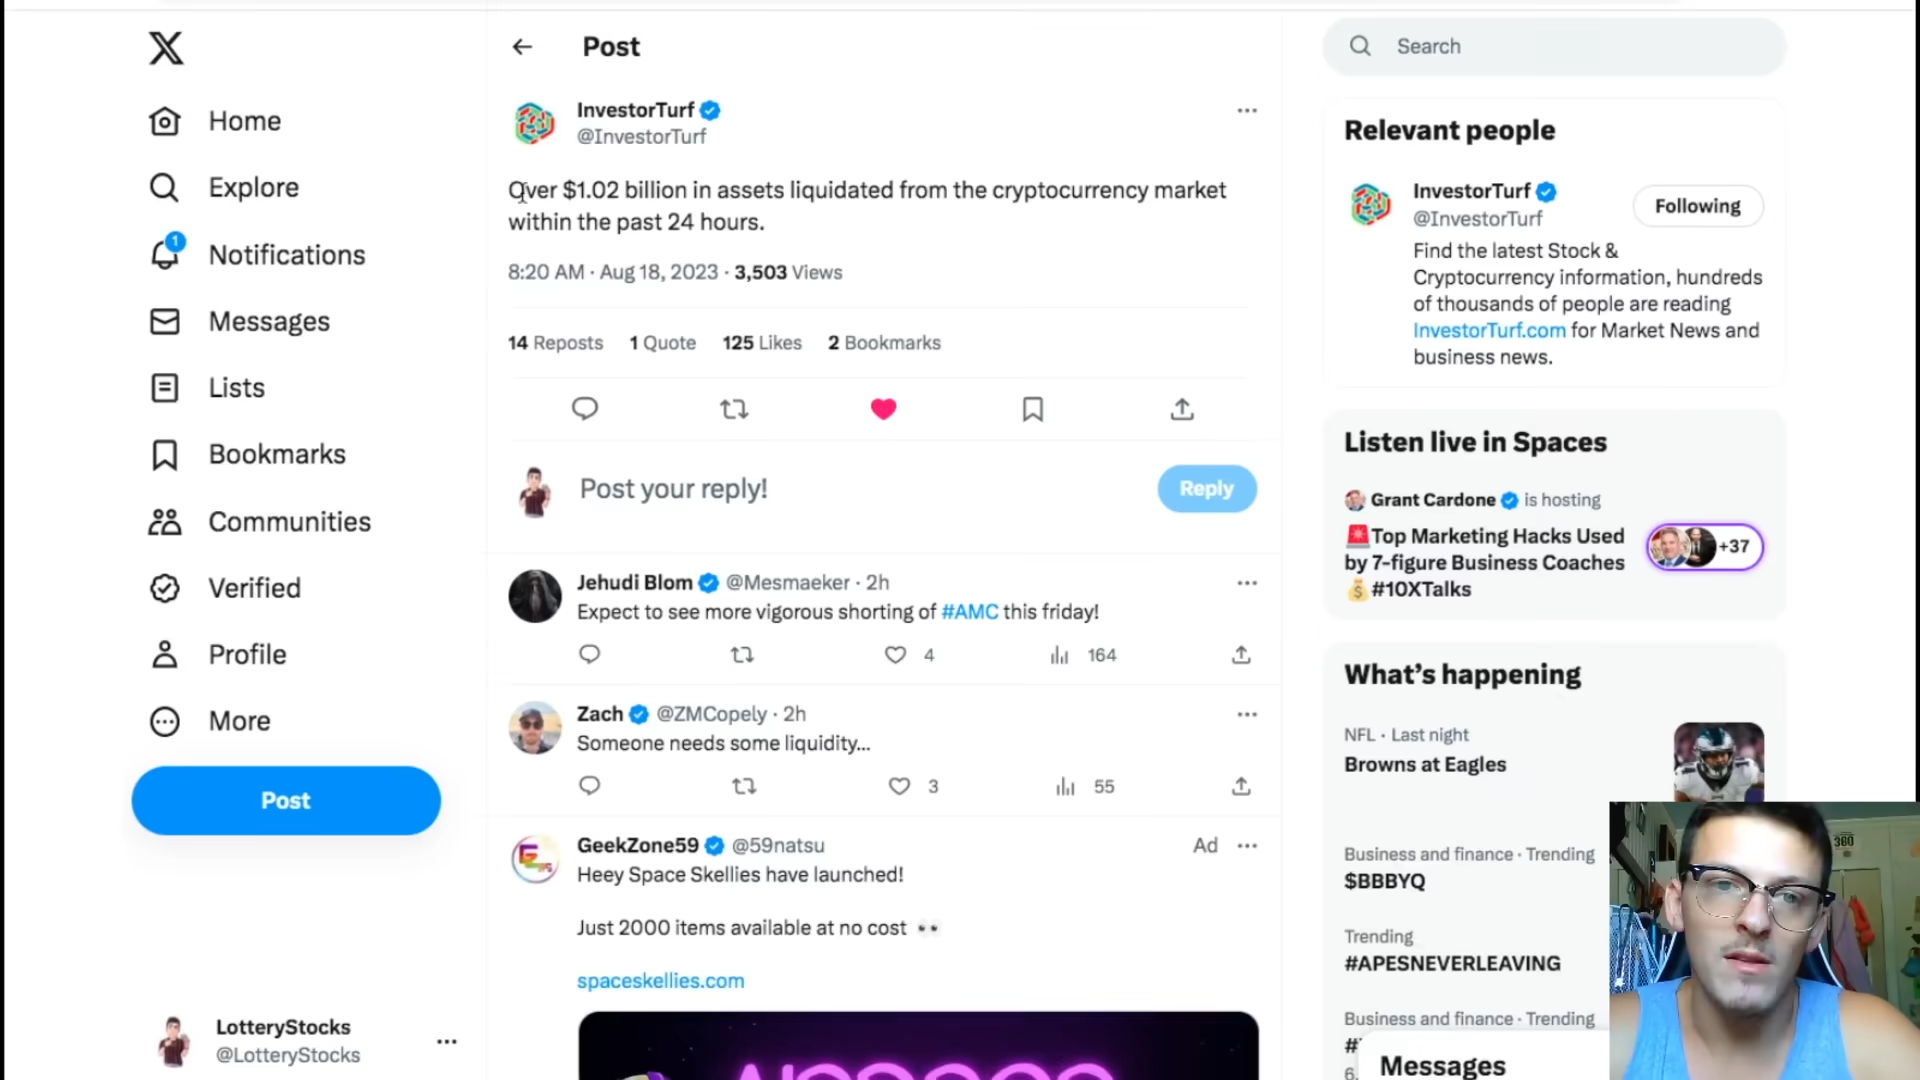 Home
Explore
1
Notifications
Messages
Lists
Bookmarks
Communities
Verified
Profile
More
Post
LotteryStocks
@LotteryStocks
Post
InvestorTurf
@InvestorTurf
Over $1.02 billion in assets liquidated from the cryptocurrency market
within the past 24 hours.
8:20 AM · Aug 18, 2023 · 3,503 Views
14 Reposts 1 Quote 125 Likes 2 Bookmarks
Post your reply!
Reply
Jehudi Blom @Mesmaeker · 2h
Expect to see more vigorous shorting of #AMC this friday!
4 164
Zach @ZMCopely · 2h
Someone needs some liquidity...
3 55
GeekZone59 @59natsu Ad
Heey Space Skellies have launched!
Just 2000 items available at no cost 👀
spaceskellies.com
Search
Relevant people
InvestorTurf
@InvestorTurf
Following
Find the latest Stock &
Cryptocurrency information, hundreds
of thousands of people are reading
InvestorTurf.com for Market News and
business news.
Listen live in Spaces
Grant Cardone is hosting
🚨Top Marketing Hacks Used
by 7-figure Business Coaches
💰#10XTalks
+37
What's happening
NFL · Last night
Browns at Eagles
Business and finance · Trending
$BBBYQ
Trending
#APESNEVERLEAVING
Business and finance · Trending
Messages
360